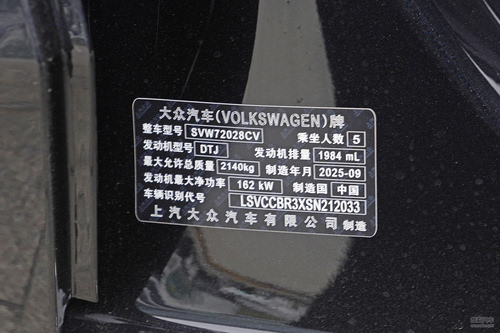 大众汽车(VOLKSWAGEN)牌
整车型号 SVW72028CV 乘坐人数 5
发动机型号 DTJ 发动机排量 1984 mL
最大允许总质量 2140kg 制造年月 2025-09
发动机最大净功率 162 kW 制造国 中国
车辆识别代号 LSVCCBR3XSN212033
上汽大众汽车有限公司 制造